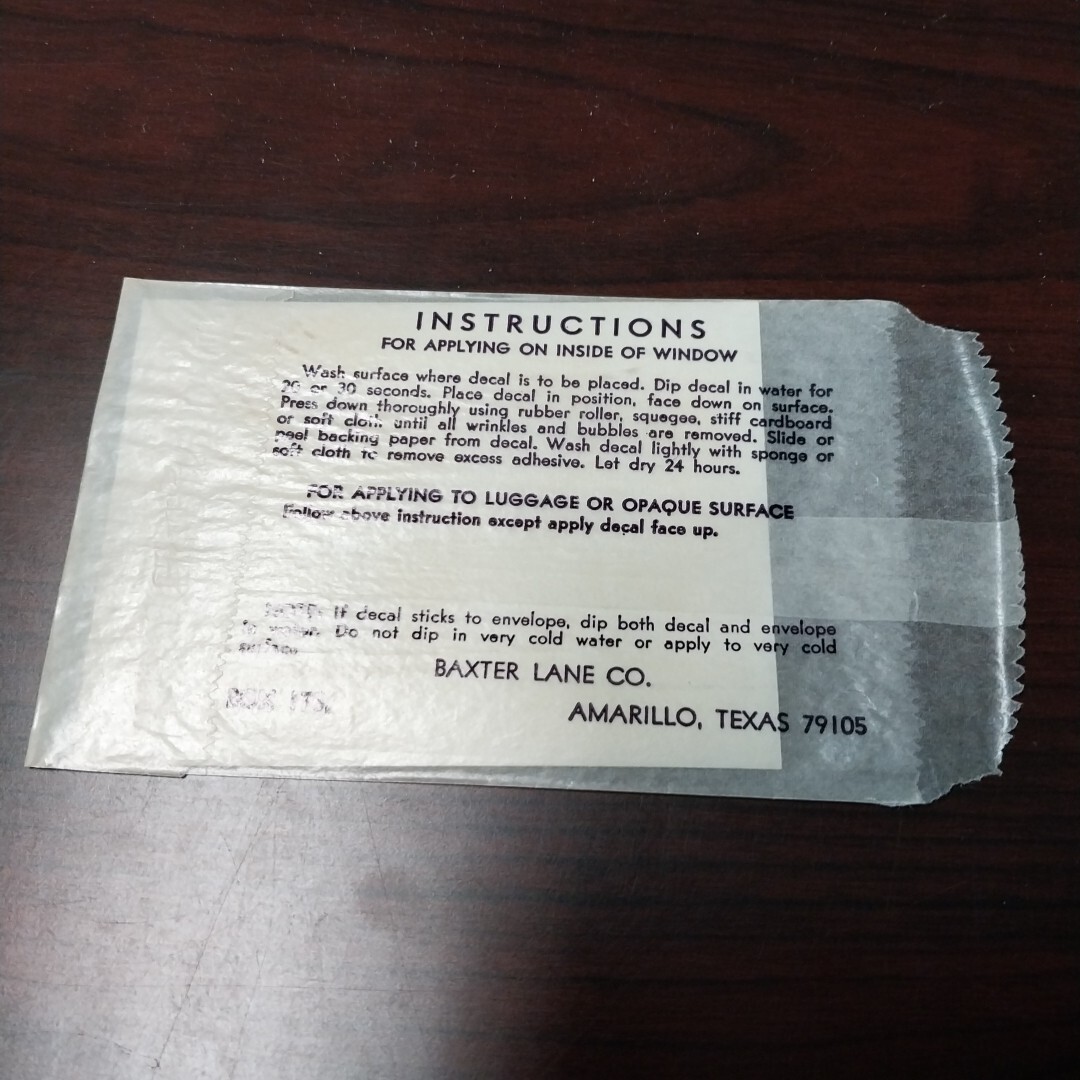 INSTRUCTIONS
FOR APPLYING ON INSIDE OF WINDOW
Wash surface where decal is to be placed. Dip decal in water for
20 or 30 seconds. Place decal in position, face down on surface.
Press down thoroughly using rubber roller, squegee, stiff cardboard
or soft cloth until all wrinkles and bubbles are removed. Slide or
peel backing paper from decal. Wash decal lightly with sponge or
soft cloth to remove excess adhesive. Let dry 24 hours.
FOR APPLYING TO LUGGAGE OR OPAQUE SURFACE
Follow above instruction except apply decal face up.
NOTE: If decal sticks to envelope, dip both decal and envelope
in water. Do not dip in very cold water or apply to very cold
surface
BAXTER LANE CO.
BOX
AMARILLO, TEXAS 79105